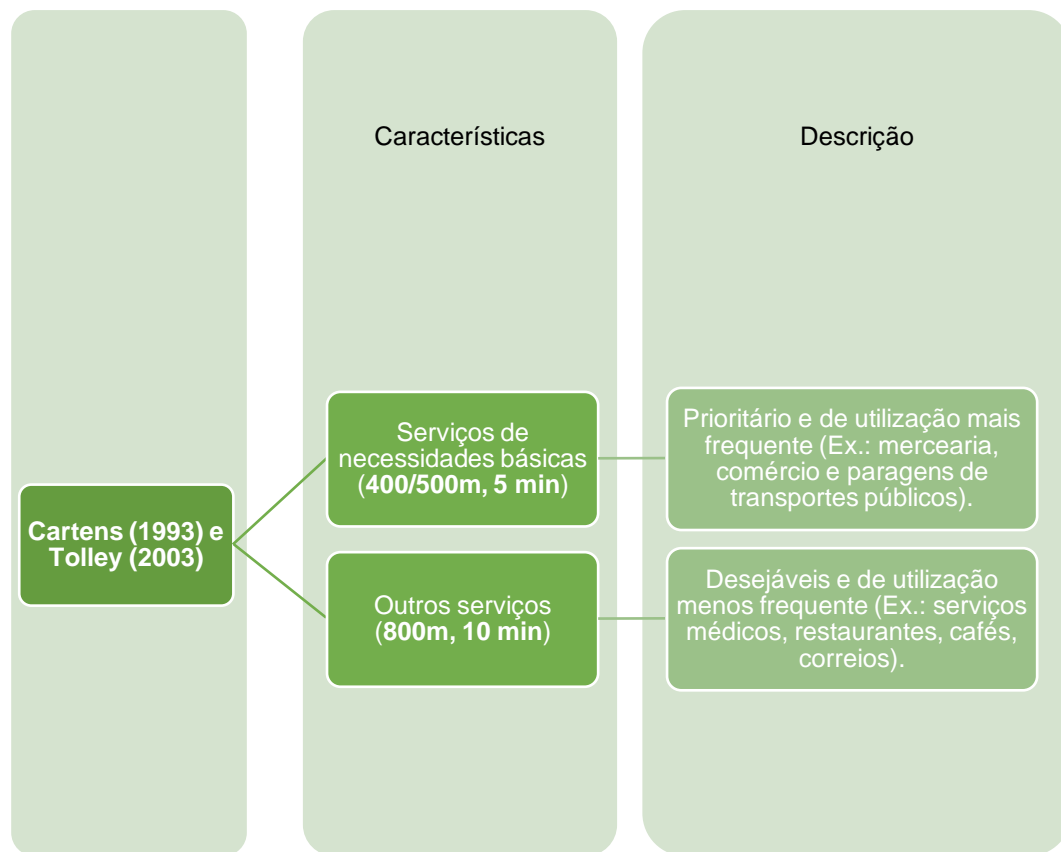 Características
Descrição
Cartens (1993) e
Tolley (2003)
Serviços de
necessidades básicas
(400/500m, 5 min)
Prioritário e de utilização mais
frequente (Ex.: mercearia,
comércio e paragens de
transportes públicos).
Outros serviços
(800m, 10 min)
Desejáveis e de utilização
menos frequente (Ex.: serviços
médicos, restaurantes, cafés,
correios).